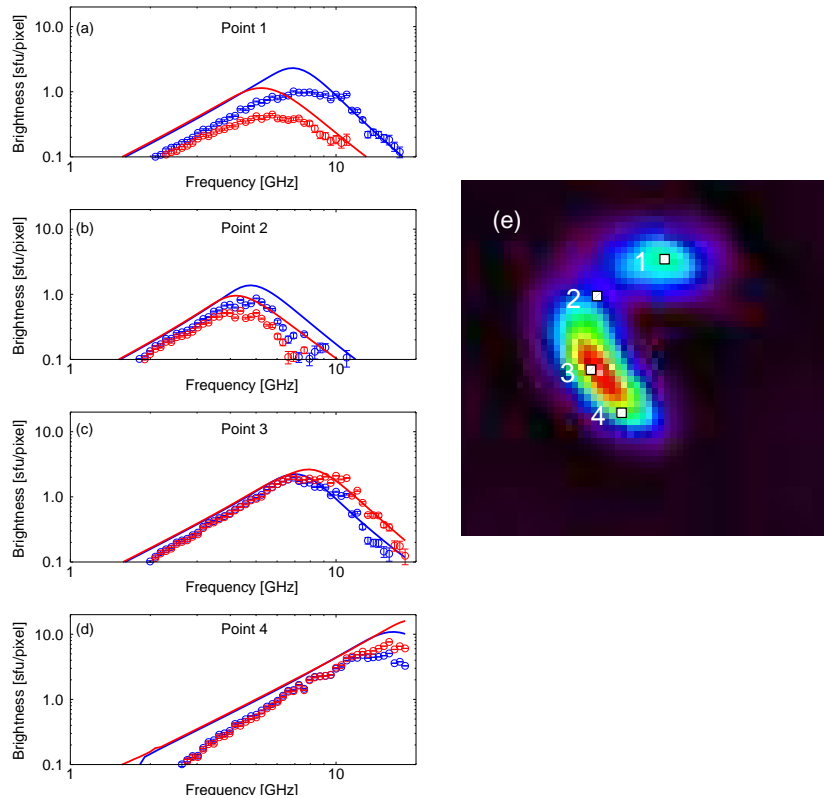 (a) Point 1
Brightness [sfu/pixel]
10.0
1.0
0.1
1 10
Frequency [GHz]
(b) Point 2
Brightness [sfu/pixel]
10.0
1.0
0.1
1 10
Frequency [GHz]
(c) Point 3
Brightness [sfu/pixel]
10.0
1.0
0.1
1 10
Frequency [GHz]
(d) Point 4
Brightness [sfu/pixel]
10.0
1.0
0.1
1 10
Frequency [GHz]
(e)
1
2
3
4